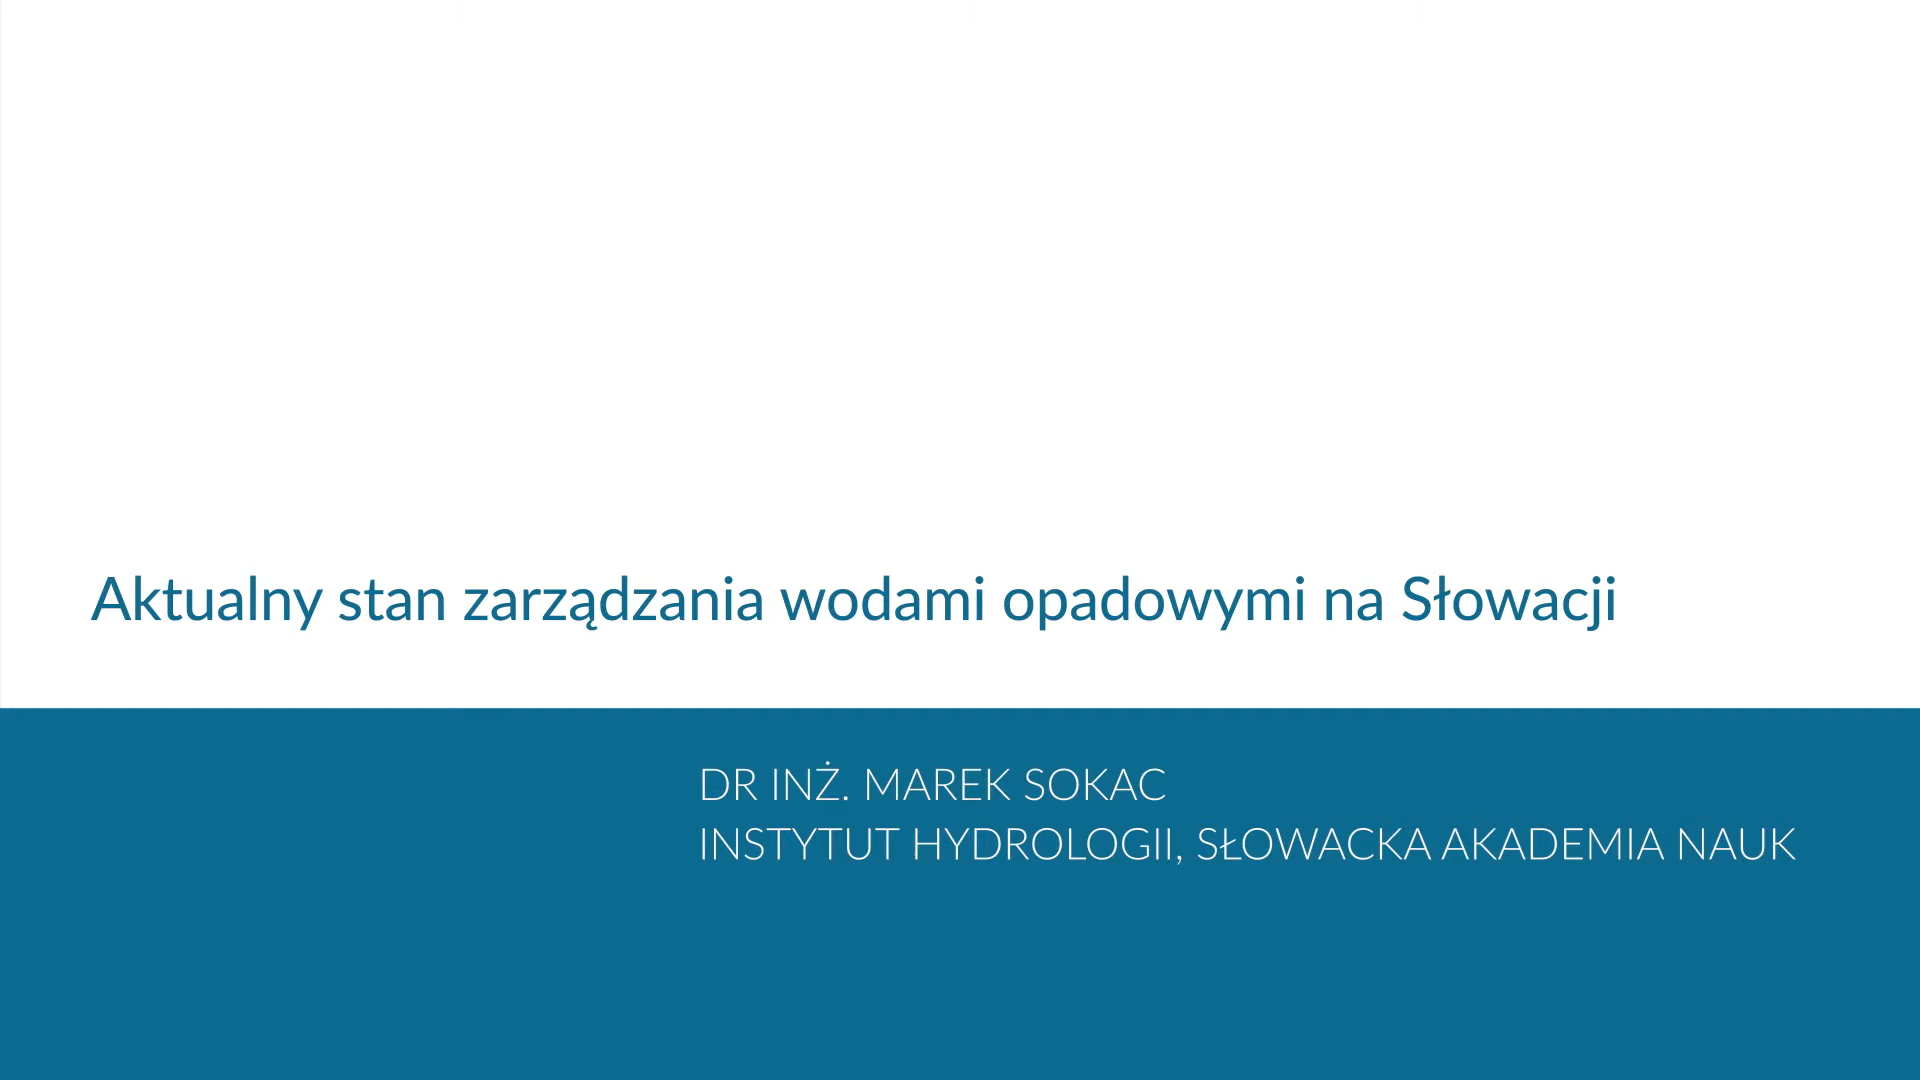 Aktualny stan zarządzania wodami opadowymi na Słowacji
DR INŻ. MAREK SOKAC
INSTYTUT HYDROLOGII, SŁOWACKA AKADEMIA NAUK